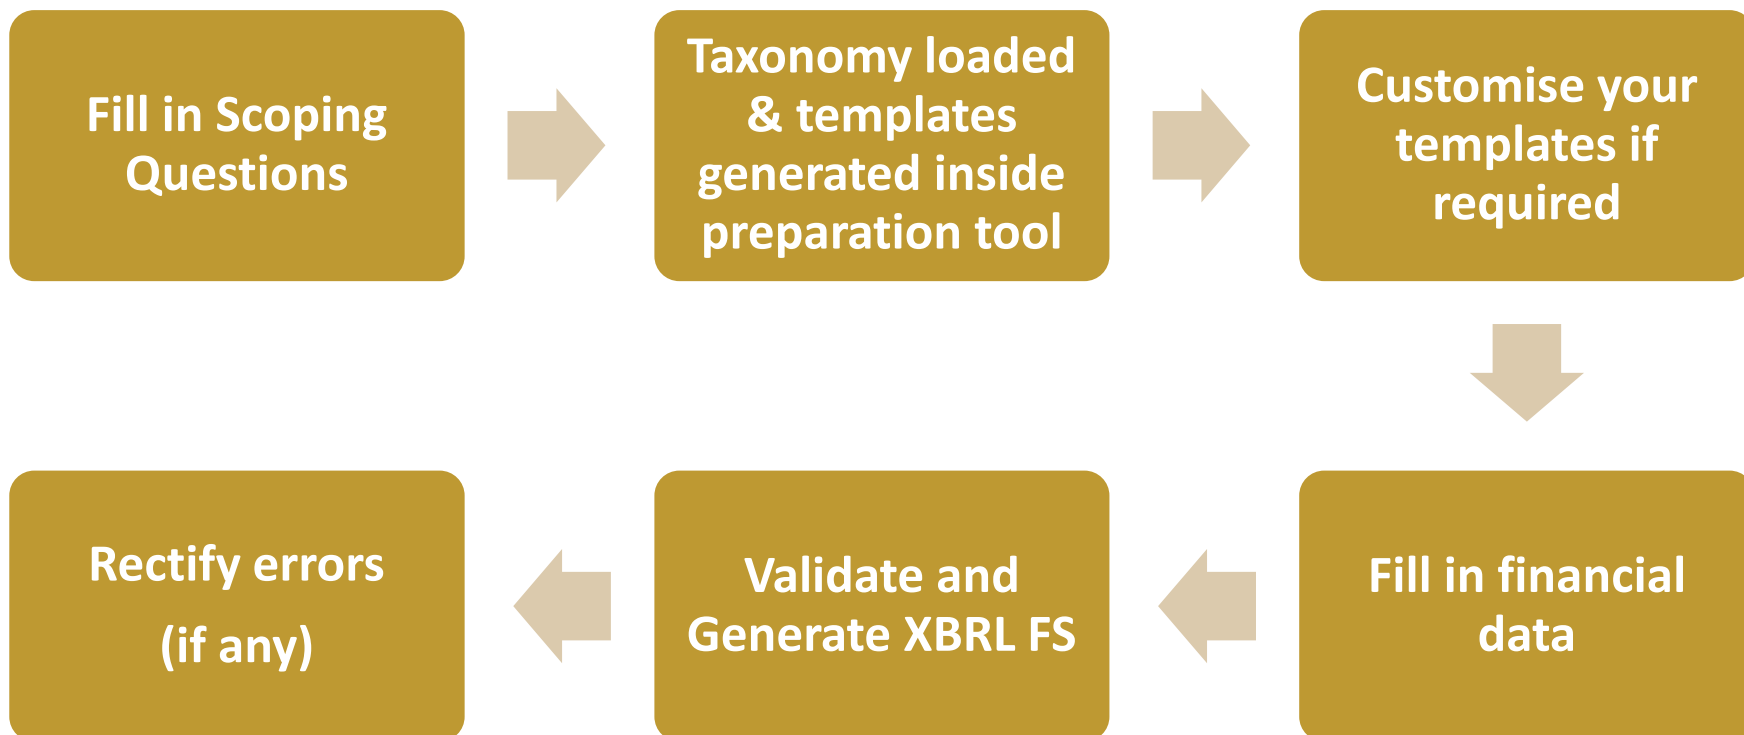 Fill in Scoping
Questions
Taxonomy loaded
& templates
generated inside
preparation tool
Customise your
templates if
required
Fill in financial
data
Validate and
Generate XBRL FS
Rectify errors
(if any)